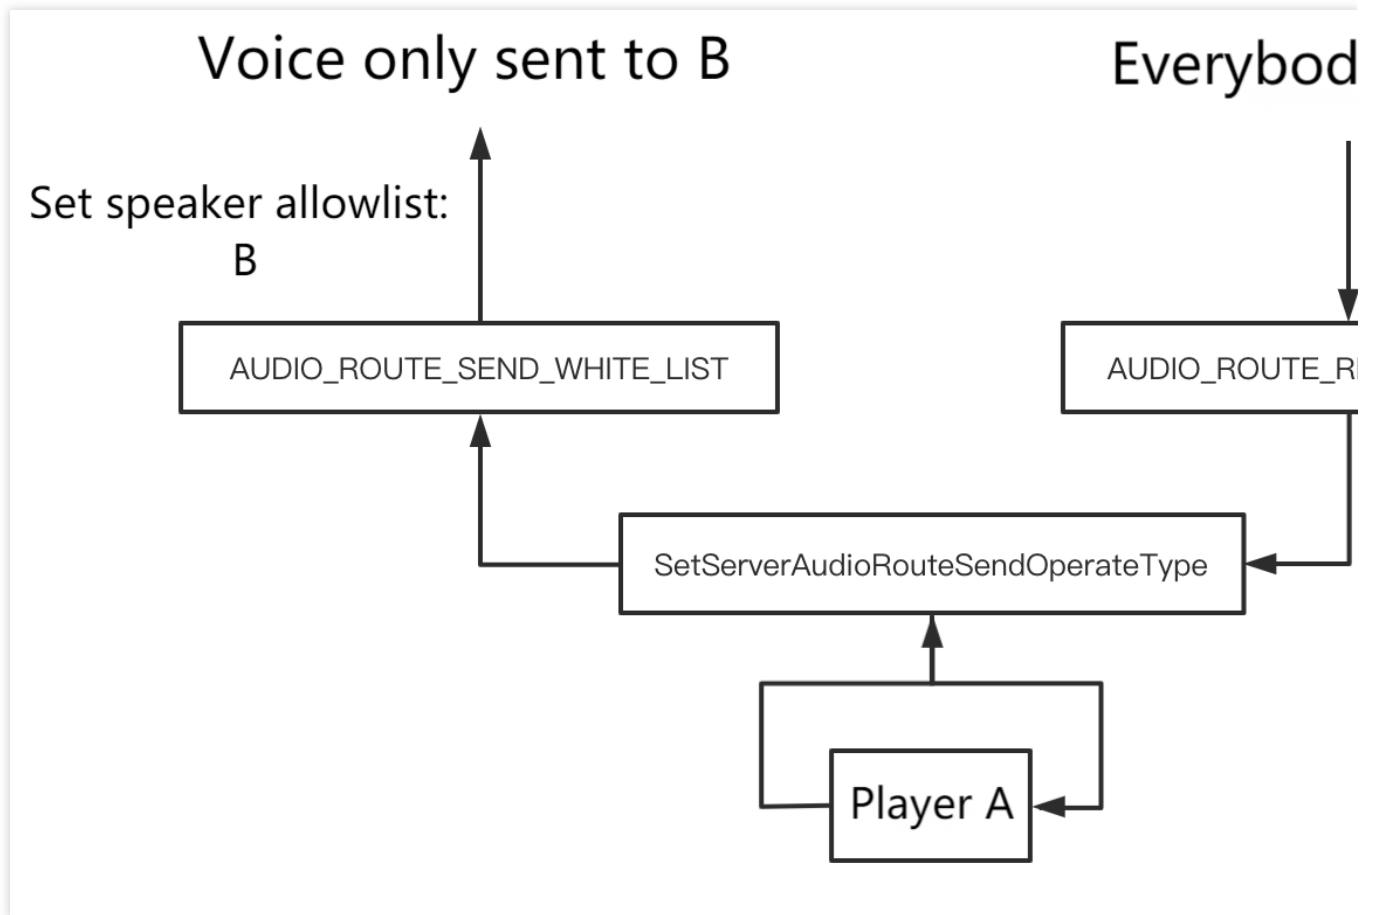 Voice only sent to B
Everybod
Set speaker allowlist:
B
AUDIO_ROUTE_SEND_WHITE_LIST
AUDIO_ROUTE_R
SetServerAudioRouteSendOperateType
Player A